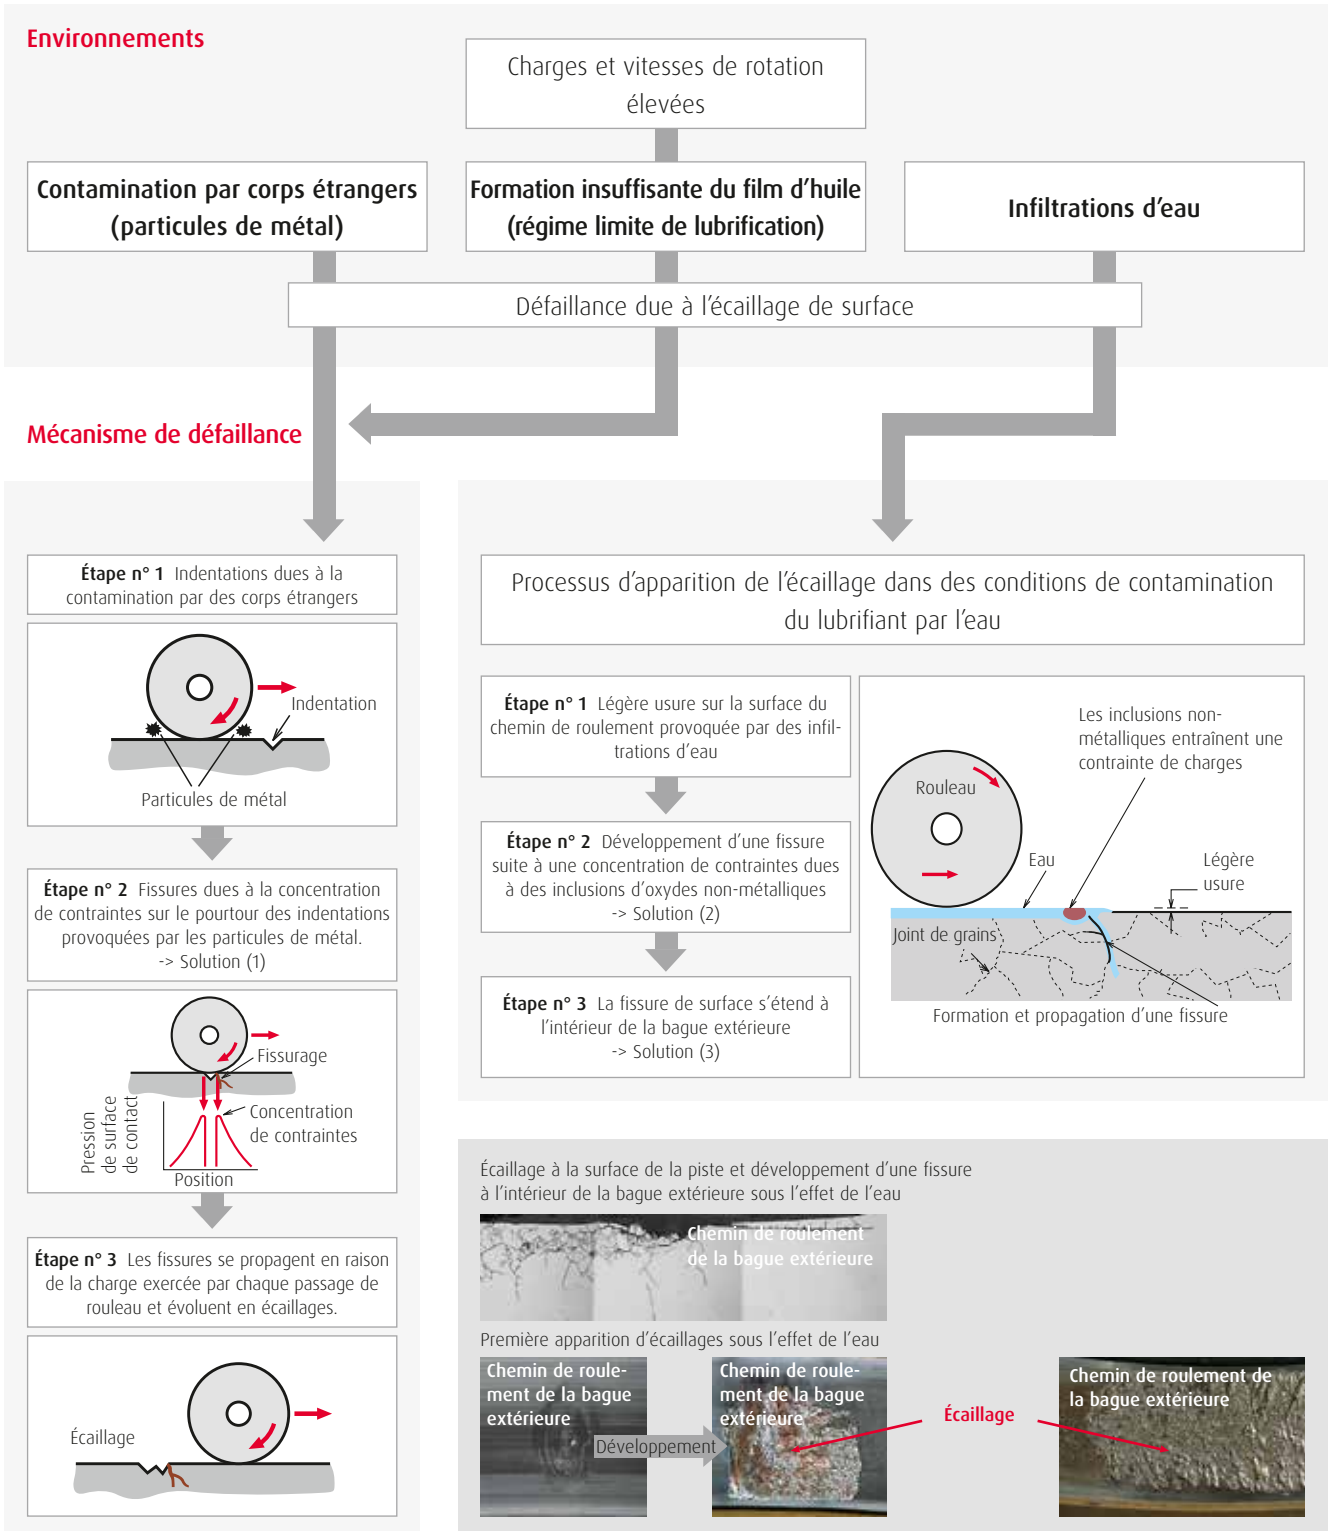 Environnements
Charges et vitesses de rotation
élevées
Contamination par corps étrangers
(particules de métal)
Formation insuffisante du film d'huile
(régime limite de lubrification)
Infiltrations d'eau
Défaillance due à l'écaillage de surface
Mécanisme de défaillance
Étape n° 1 Indentations dues à la
contamination par des corps étrangers
Indentation
Particules de métal
Étape n° 2 Fissures dues à la concentration
de contraintes sur le pourtour des indentations
provoquées par les particules de métal.
-> Solution (1)
Fissurage
Concentration
de contraintes
Pression
de surface
de contact
Position
Étape n° 3 Les fissures se propagent en raison
de la charge exercée par chaque passage de
rouleau et évoluent en écaillages.
Écaillage
Processus d'apparition de l'écaillage dans des conditions de contamination
du lubrifiant par l'eau
Étape n° 1 Légère usure sur la surface du
chemin de roulement provoquée par des infil-
trations d'eau
Étape n° 2 Développement d'une fissure
suite à une concentration de contraintes dues
à des inclusions d'oxydes non-métalliques
-> Solution (2)
Étape n° 3 La fissure de surface s'étend à
l'intérieur de la bague extérieure
-> Solution (3)
Les inclusions non-
métalliques entraînent une
contrainte de charges
Rouleau
Eau
Légère
usure
Joint de grains
Formation et propagation d'une fissure
Écaillage à la surface de la piste et développement d'une fissure
à l'intérieur de la bague extérieure sous l'effet de l'eau
Chemin de roulement
de la bague extérieure
Première apparition d'écaillages sous l'effet de l'eau
Chemin de roule-
ment de la bague
extérieure
Développement
Chemin de roule-
ment de la bague
extérieure
Écaillage
Chemin de roulement de
la bague extérieure